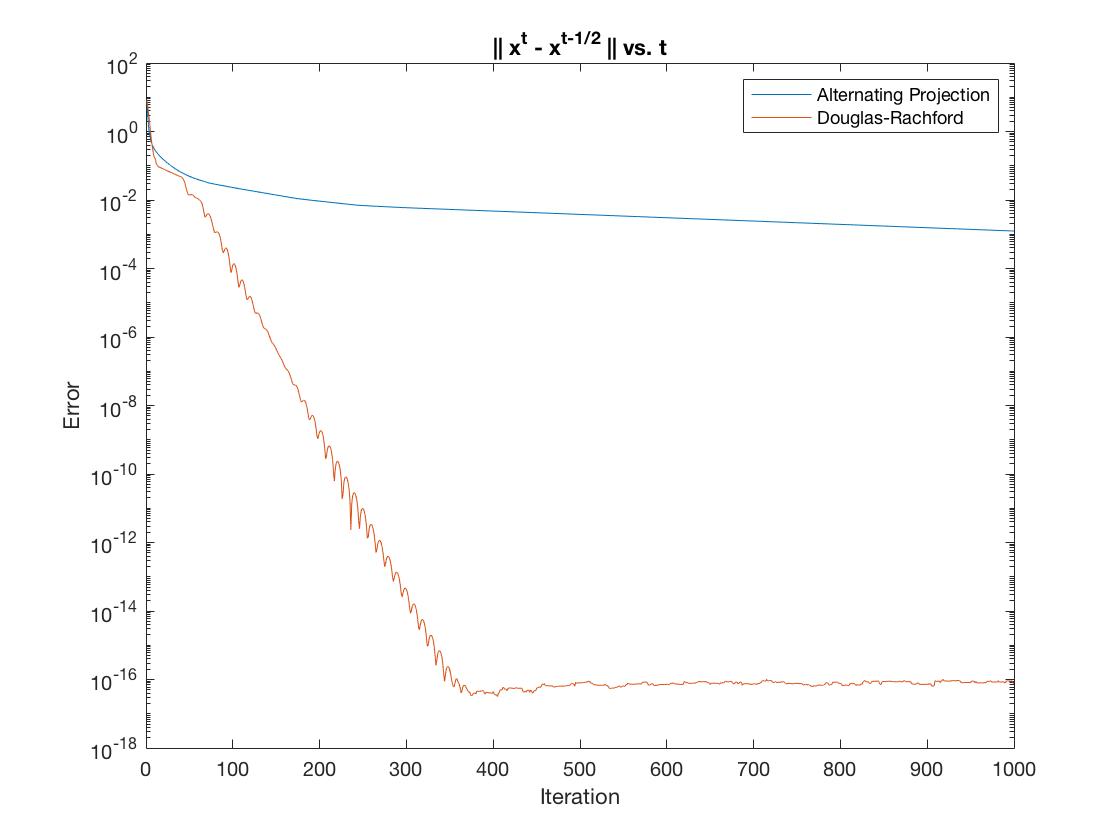 ‖ x^t - x^{t-1/2} ‖ vs. t
10^2
10^0
10^-2
10^-4
10^-6
10^-8
10^-10
10^-12
10^-14
10^-16
10^-18
Error
Alternating Projection
Douglas-Rachford
0 100 200 300 400 500 600 700 800 900 1000
Iteration